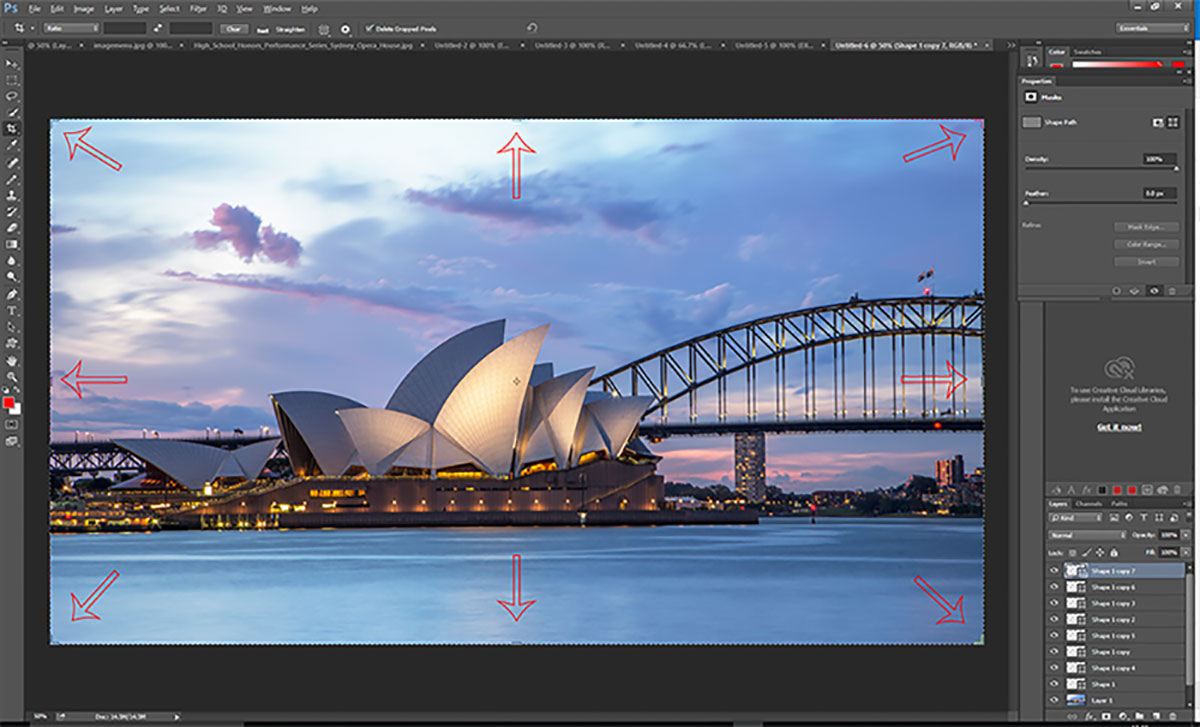 Ps File Edit Image Layer Type Select Filter 3D View Window Help
Ratio Clear Straighten Delete Cropped Pixels Essentials
@ 50% (Lay... × imagemenu.jpg @ 100... × High_School_Honors_Performance_Series_Sydney_Opera_House.jpg × Untitled-2 @ 100% (E... × Untitled-3 @ 100% (R... × Untitled-4 @ 66.7% (L... × Untitled-5 @ 100% (Ell... × Untitled-6 @ 50% (Shape 1 copy 7, RGB/8) * ×
Color Swatches
Properties
Masks
Shape Path
Density: 100%
Feather: 0.0 px
Refine: Mask Edge...
Color Range...
Invert
To use Creative Cloud Libraries,
please install the Creative Cloud
Application
Get it now!
Layers Channels Paths
Kind
Normal Opacity: 100%
Lock: Fill: 100%
Shape 1 copy 7
Shape 1 copy 6
Shape 1 copy 3
Shape 1 copy 2
Shape 1 copy 5
Shape 1 copy
Shape 1 copy 4
Shape 1
Layer 1
50% Doc: 14.3M/14.3M